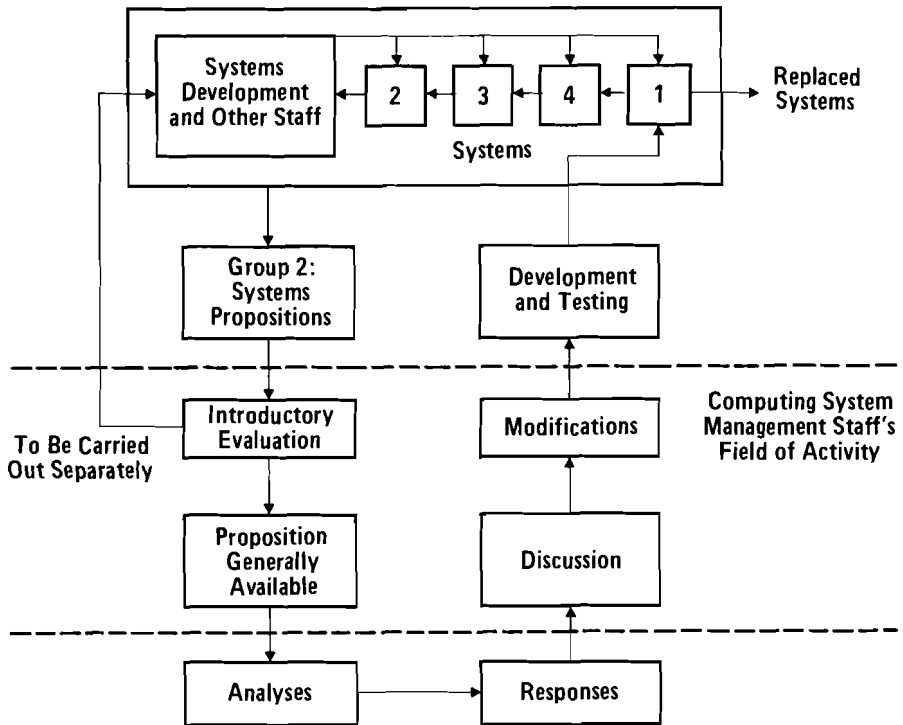 Systems
Development
and Other Staff
2
3
4
1
Replaced
Systems
Systems
Group 2:
Systems
Propositions
Development
and Testing
Introductory
Evaluation
Modifications
Computing System
Management Staff's
Field of Activity
To Be Carried
Out Separately
Proposition
Generally
Available
Discussion
Analyses
Responses